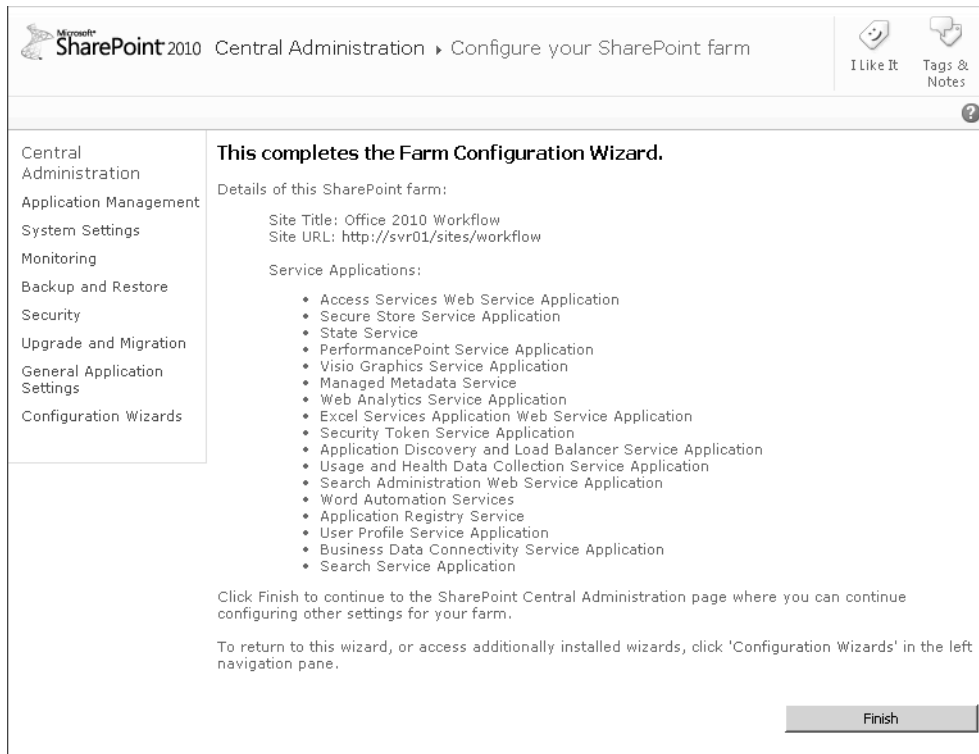 Microsoft®
SharePoint 2010 Central Administration ▸ Configure your SharePoint farm
I Like It
Tags &
Notes
?
Central
Administration
Application Management
System Settings
Monitoring
Backup and Restore
Security
Upgrade and Migration
General Application
Settings
Configuration Wizards
This completes the Farm Configuration Wizard.
Details of this SharePoint farm:
Site Title: Office 2010 Workflow
Site URL: http://svr01/sites/workflow
Service Applications:
• Access Services Web Service Application
• Secure Store Service Application
• State Service
• PerformancePoint Service Application
• Visio Graphics Service Application
• Managed Metadata Service
• Web Analytics Service Application
• Excel Services Application Web Service Application
• Security Token Service Application
• Application Discovery and Load Balancer Service Application
• Usage and Health Data Collection Service Application
• Search Administration Web Service Application
• Word Automation Services
• Application Registry Service
• User Profile Service Application
• Business Data Connectivity Service Application
• Search Service Application
Click Finish to continue to the SharePoint Central Administration page where you can continue
configuring other settings for your farm.
To return to this wizard, or access additionally installed wizards, click 'Configuration Wizards' in the left
navigation pane.
Finish